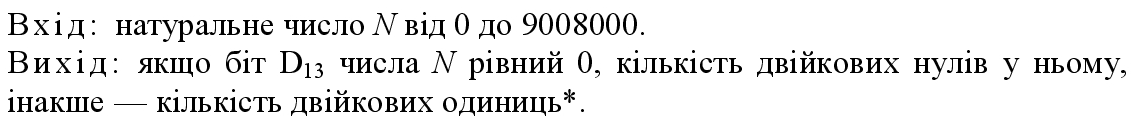 Вхід: натуральне число N від 0 до 9008000.
Вихід: якщо біт D₁₃ числа N рівний 0, кількість двійкових нулів у ньому,
інакше — кількість двійкових одиниць*.